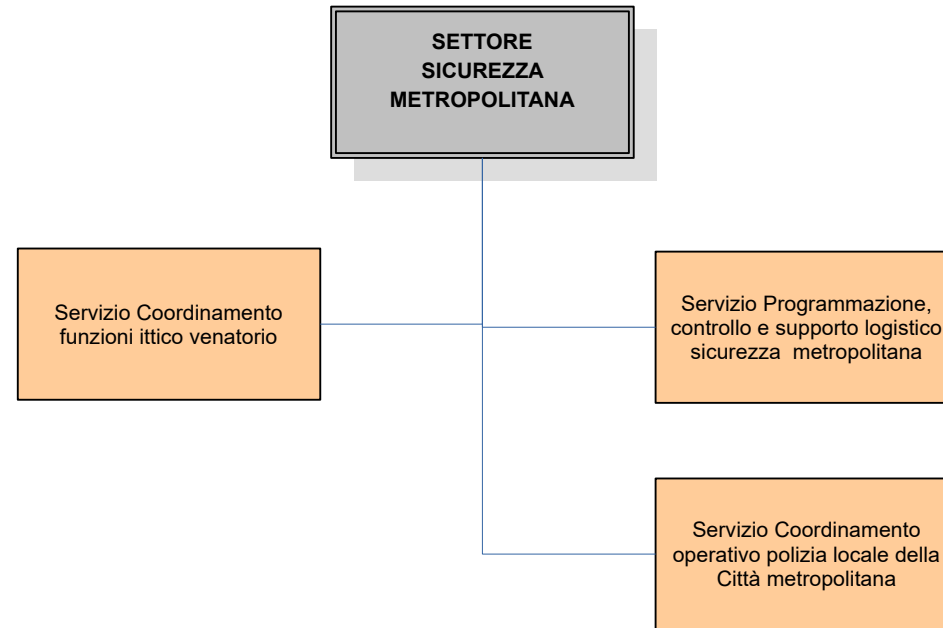 SETTORE
SICUREZZA
METROPOLITANA
Servizio Coordinamento
funzioni ittico venatorio
Servizio Programmazione,
controllo e supporto logistico
sicurezza metropolitana
Servizio Coordinamento
operativo polizia locale della
Città metropolitana